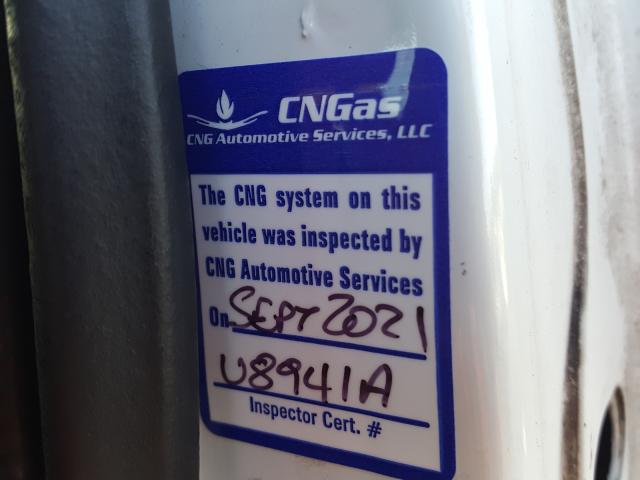 CNGas
CNG Automotive Services, LLC
The CNG system on this
vehicle was inspected by
CNG Automotive Services
On SEPT 2021
U8941A
Inspector Cert. #